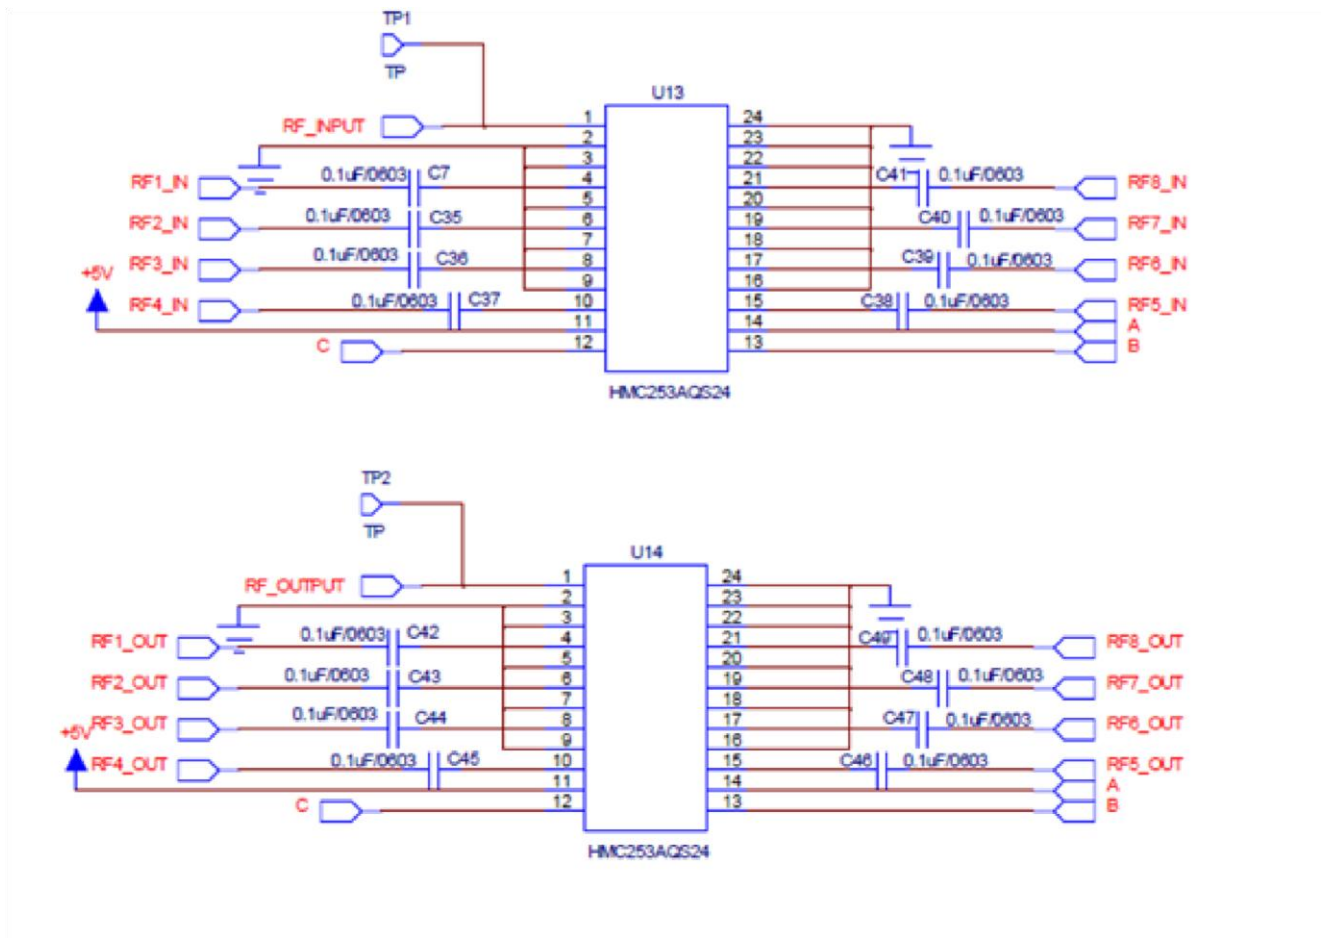 TP1
TP
U13
RF_INPUT 1 24
2 23
3 22
RF1_IN 0.1uF/0603 C7 4 21 C41 0.1uF/0603 RF8_IN
5 20
RF2_IN 0.1uF/0603 C35 6 19 C40 0.1uF/0603 RF7_IN
7 18
RF3_IN 0.1uF/0603 C36 8 17 C39 0.1uF/0603 RF6_IN
+5V 9 16
RF4_IN 0.1uF/0603 C37 10 15 C38 0.1uF/0603 RF5_IN
11 14 A
C 12 13 B
HMC253AQS24
TP2
TP
U14
RF_OUTPUT 1 24
2 23
3 22
RF1_OUT 0.1uF/0603 C42 4 21 C49 0.1uF/0603 RF8_OUT
5 20
RF2_OUT 0.1uF/0603 C43 6 19 C48 0.1uF/0603 RF7_OUT
7 18
RF3_OUT 0.1uF/0603 C44 8 17 C47 0.1uF/0603 RF6_OUT
+5V 9 16
RF4_OUT 0.1uF/0603 C45 10 15 C46 0.1uF/0603 RF5_OUT
11 14 A
C 12 13 B
HMC253AQS24